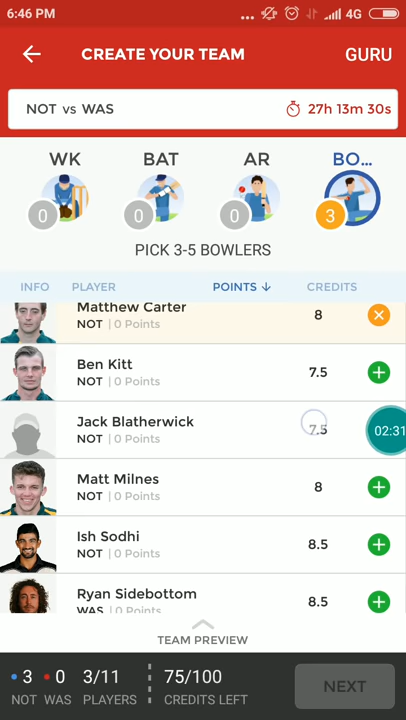 6:46 PM ... 4G
CREATE YOUR TEAM GURU
NOT vs WAS 27h 13m 30s
WK BAT AR BO...
0 0 0 3
PICK 3-5 BOWLERS
INFO PLAYER POINTS ↓ CREDITS
Matthew Carter
NOT | 0 Points 8
Ben Kitt
NOT | 0 Points 7.5
Jack Blatherwick
NOT | 0 Points 7.5
02:31
Matt Milnes
NOT | 0 Points 8
Ish Sodhi
NOT | 0 Points 8.5
Ryan Sidebottom
WAS | 0 Points 8.5
TEAM PREVIEW
3 0 3/11 75/100
NOT WAS PLAYERS CREDITS LEFT
NEXT